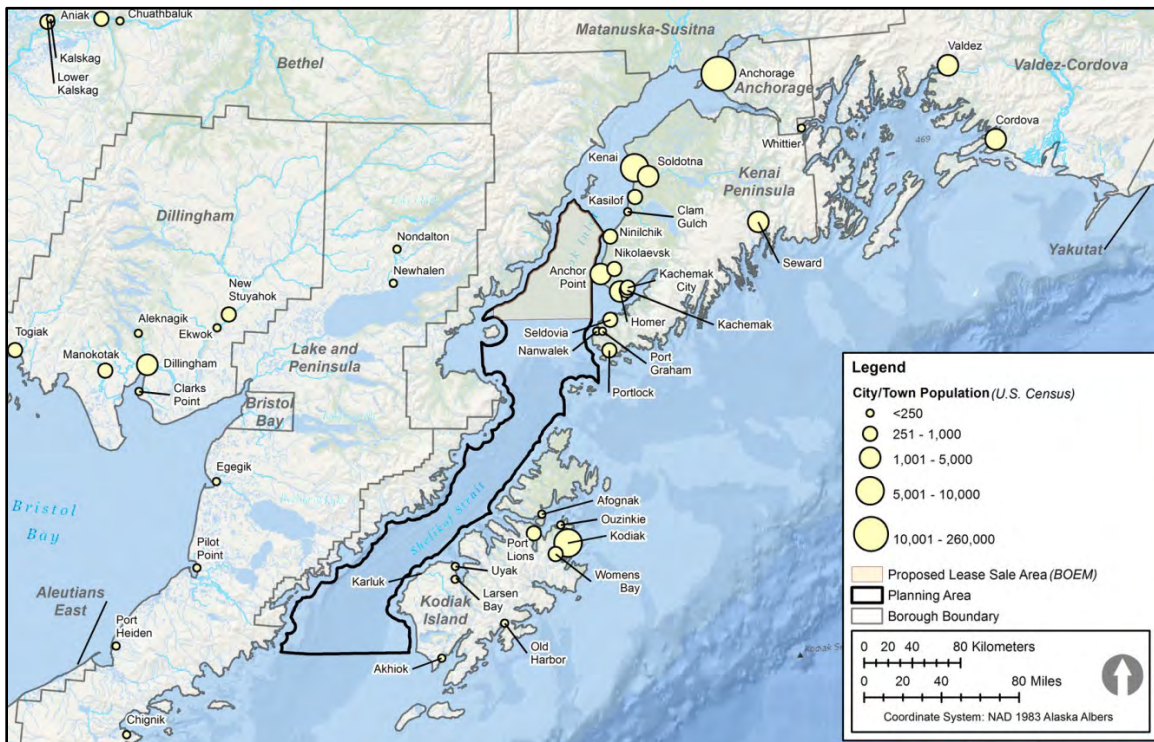 Aniak
Chuathbaluk
Kalskag
Lower
Kalskag
Bethel
Matanuska-Susitna
Anchorage
Anchorage
Valdez
Valdez-Cordova
Cordova
Whittier
469
Kenai
Soldotna
Kenai
Peninsula
Kasilof
Clam
Gulch
Ninilchik
Nikolaevsk
Seward
Yakutat
Dillingham
Nondalton
Newhalen
Anchor
Point
Kachemak
City
Kachemak
Homer
Seldovia
Nanwalek
Port
Graham
Portlock
New
Stuyahok
Aleknagik
Ekwok
Togiak
Manokotak
Dillingham
Clarks
Point
Lake and
Peninsula
Bristol
Bay
Egegik
Bristol
Bay
Pilot
Point
Aleutians
East
Port
Heiden
Chignik
Shelikof Strait
Afognak
Ouzinkie
Kodiak
Port
Lions
Womens
Bay
Karluk
Uyak
Larsen
Bay
Kodiak
Island
Old
Harbor
Akhiok
Legend
City/Town Population (U.S. Census)
<250
251 - 1,000
1,001 - 5,000
5,001 - 10,000
10,001 - 260,000
Proposed Lease Sale Area (BOEM)
Planning Area
Borough Boundary
0 20 40 80 Kilometers
0 20 40 80 Miles
Coordinate System: NAD 1983 Alaska Albers